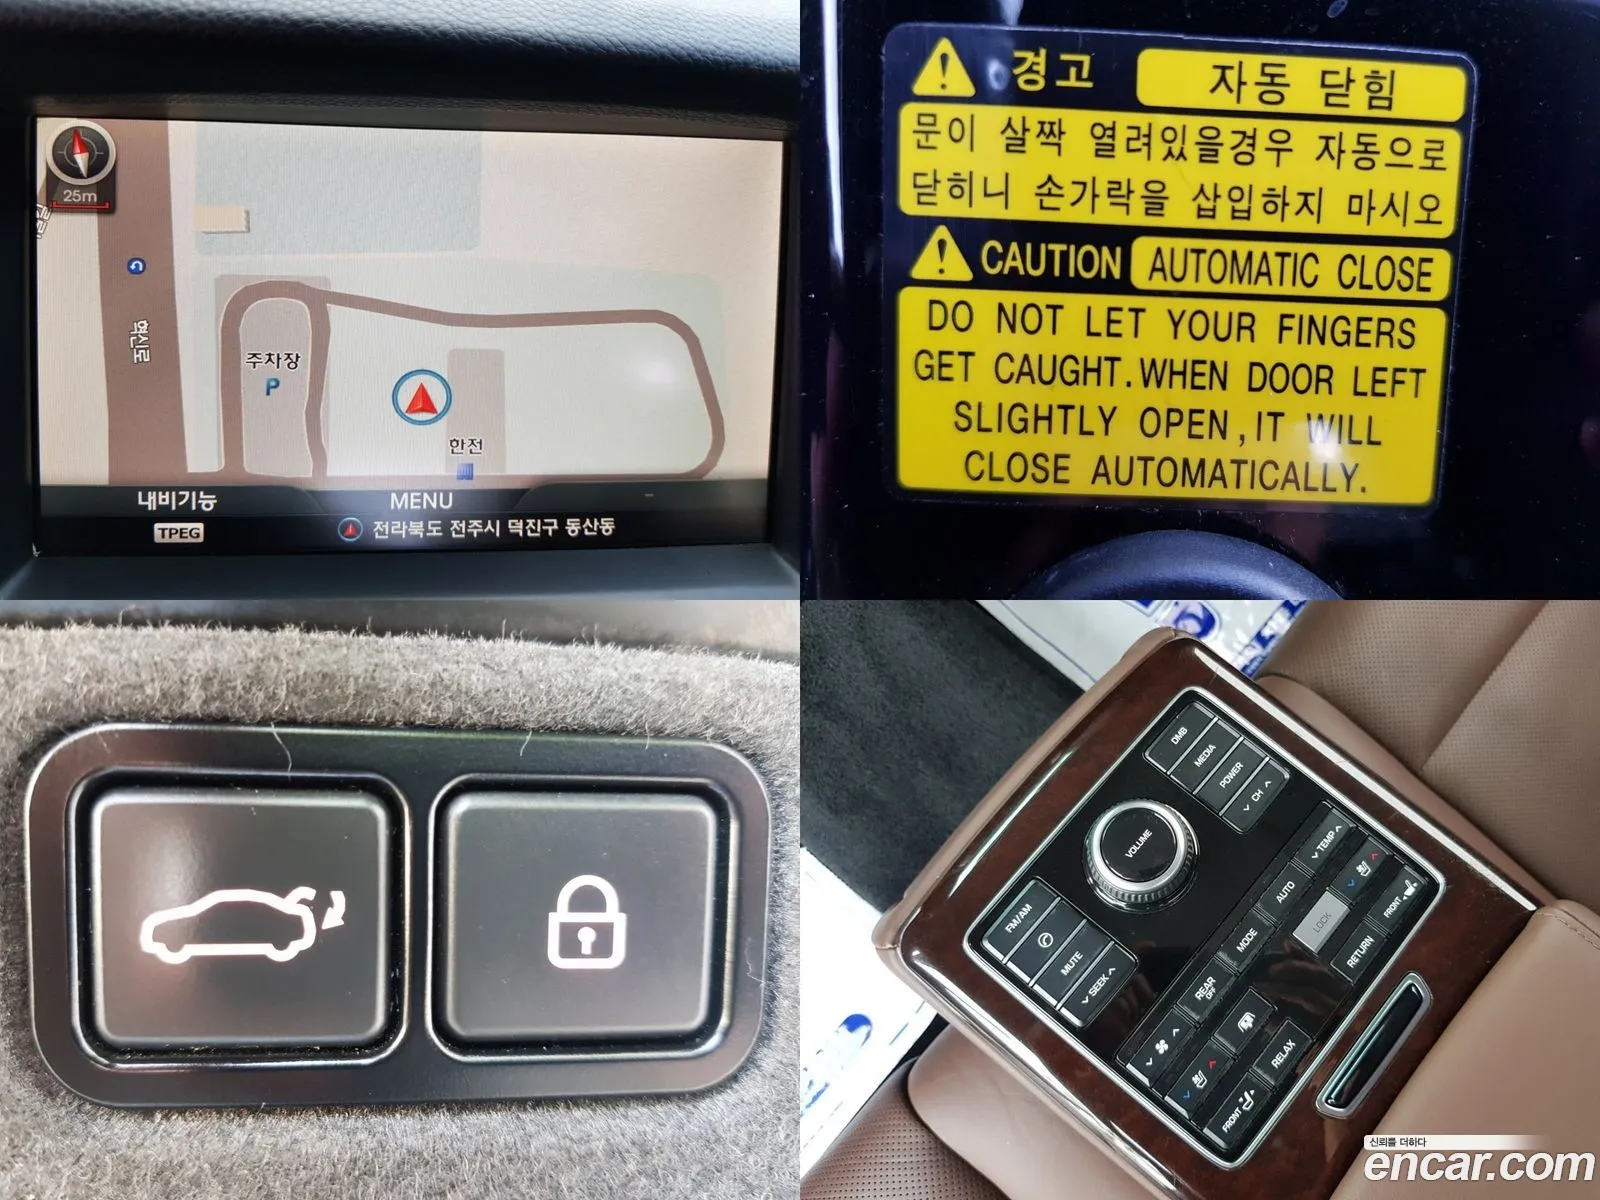 25m
역신로
주차장
P
한전
내비기능
MENU
TPEG
전라북도 전주시 덕진구 동산동
경고
자동 닫힘
문이 살짝 열려있을경우 자동으로
닫히니 손가락을 삽입하지 마시오
CAUTION
AUTOMATIC CLOSE
DO NOT LET YOUR FINGERS
GET CAUGHT.WHEN DOOR LEFT
SLIGHTLY OPEN,IT WILL
CLOSE AUTOMATICALLY.
DMB
MEDIA
POWER
CH
VOLUME
FM/AM
MUTE
SEEK
TEMP
AUTO
MODE
REAR
OFF
LOCK
FRONT
RETURN
RELAX
FRONT
신뢰를 더하다
encar.com